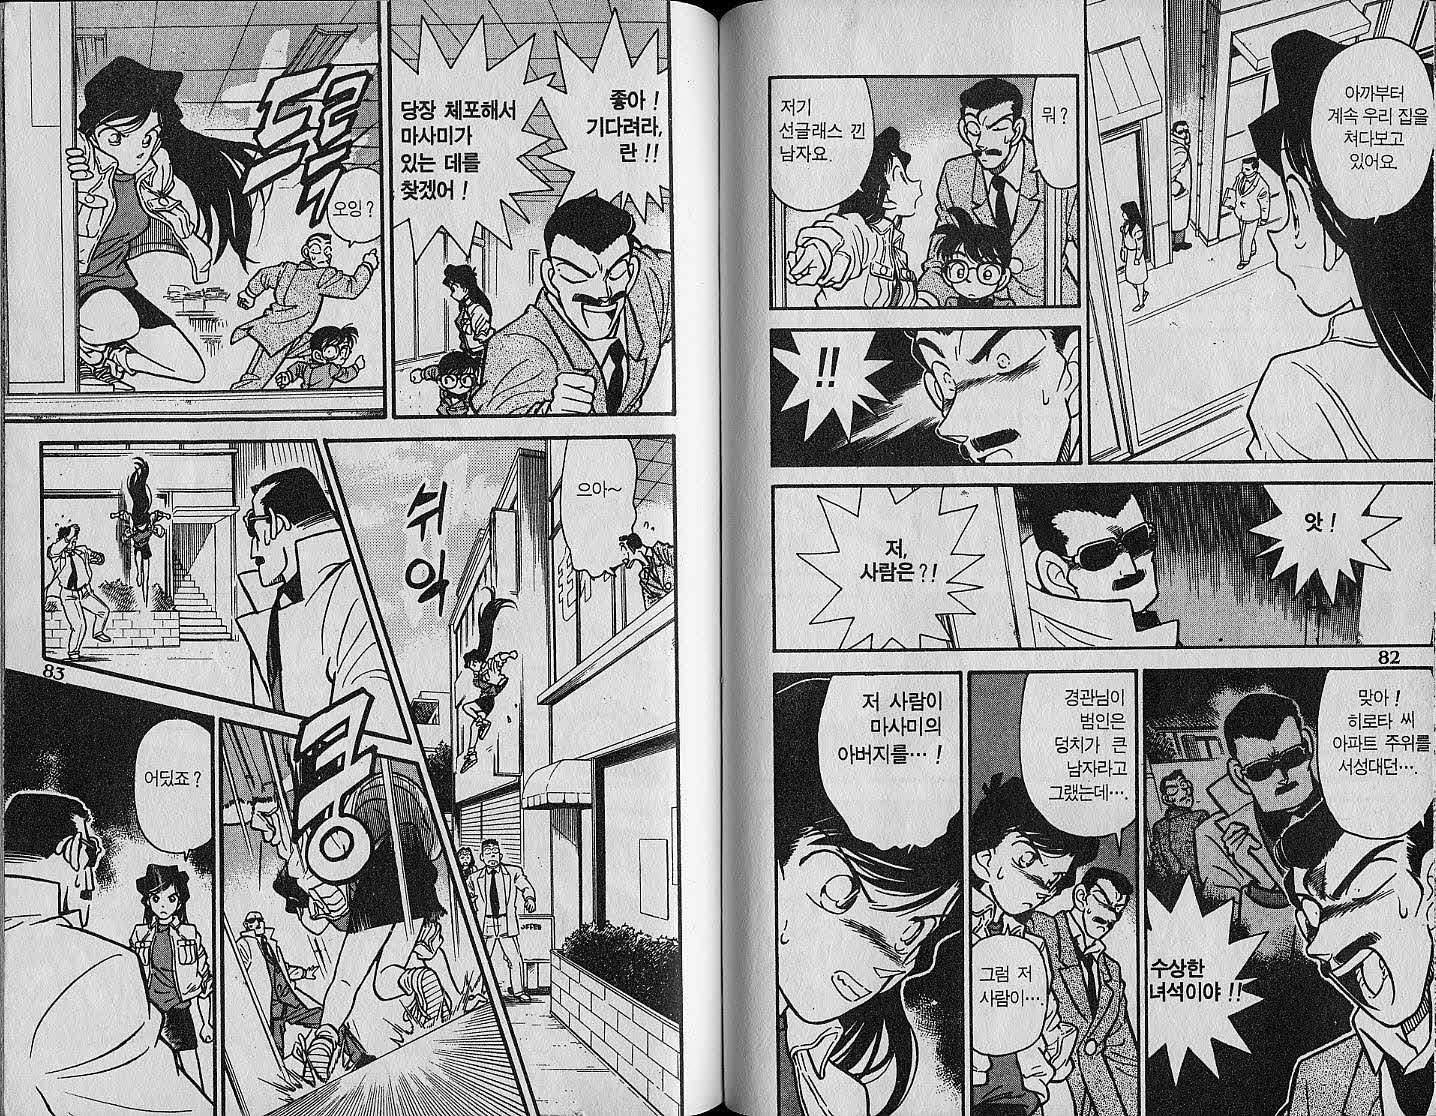 아까부터
계속 우리 집을
쳐다보고
있어요.
뭐?
저기
선글래스 낀
남자요.
!!
앗!
저,
사람은?!
82
맞아!
히로타 씨
아파트 주위를
서성대던….
수상한
녀석이야!!
경관님이
범인은
덩치가 큰
남자라고
그랬는데….
그럼 저
사람이….
저 사람이
마사미의
아버지를…!
좋아!
기다려라,
란!!
당장 체포해서
마사미가
있는 데를
찾겠어!
드르륵
오잉?
으아~
쉬익
83
쿵
어딨죠?